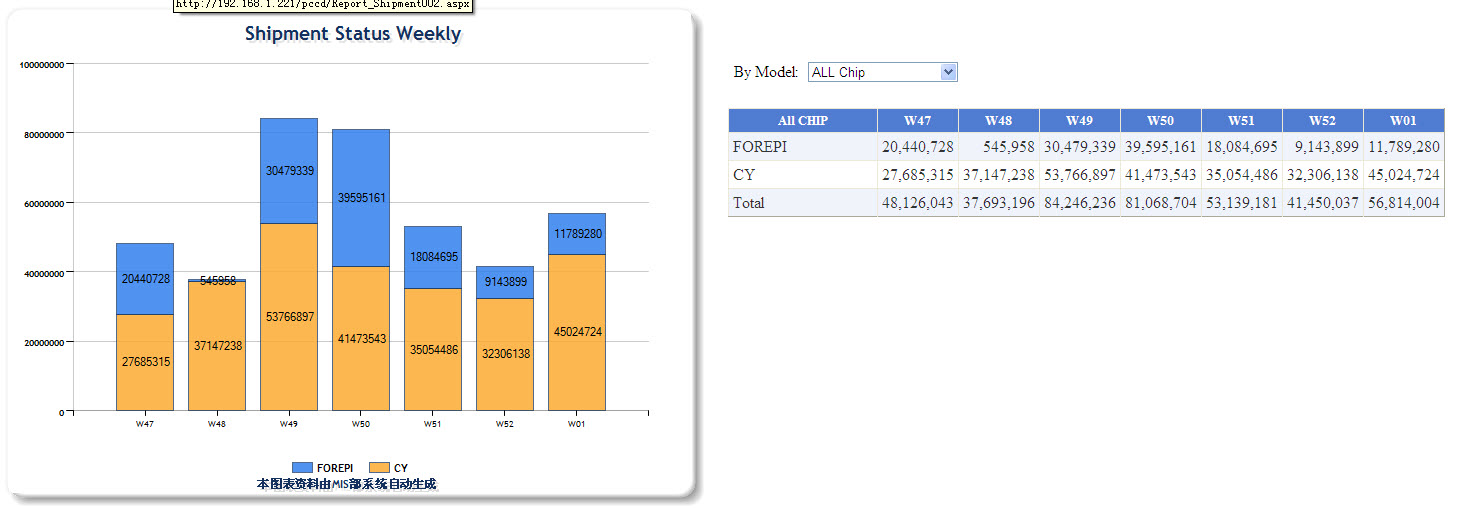 http://192.168.1.221/pccd/Report_Shipment002.aspx
Shipment Status Weekly
100000000
80000000
60000000
40000000
20000000
0
20440728
27685315
545958
37147238
30479339
53766897
39595161
41473543
18084695
35054486
9143899
32306138
11789280
45024724
W47 W48 W49 W50 W51 W52 W01
FOREPI CY
本图表资料由MIS部系统自动生成
By Model: ALL Chip
All CHIP W47 W48 W49 W50 W51 W52 W01
FOREPI 20,440,728 545,958 30,479,339 39,595,161 18,084,695 9,143,899 11,789,280
CY 27,685,315 37,147,238 53,766,897 41,473,543 35,054,486 32,306,138 45,024,724
Total 48,126,043 37,693,196 84,246,236 81,068,704 53,139,181 41,450,037 56,814,004